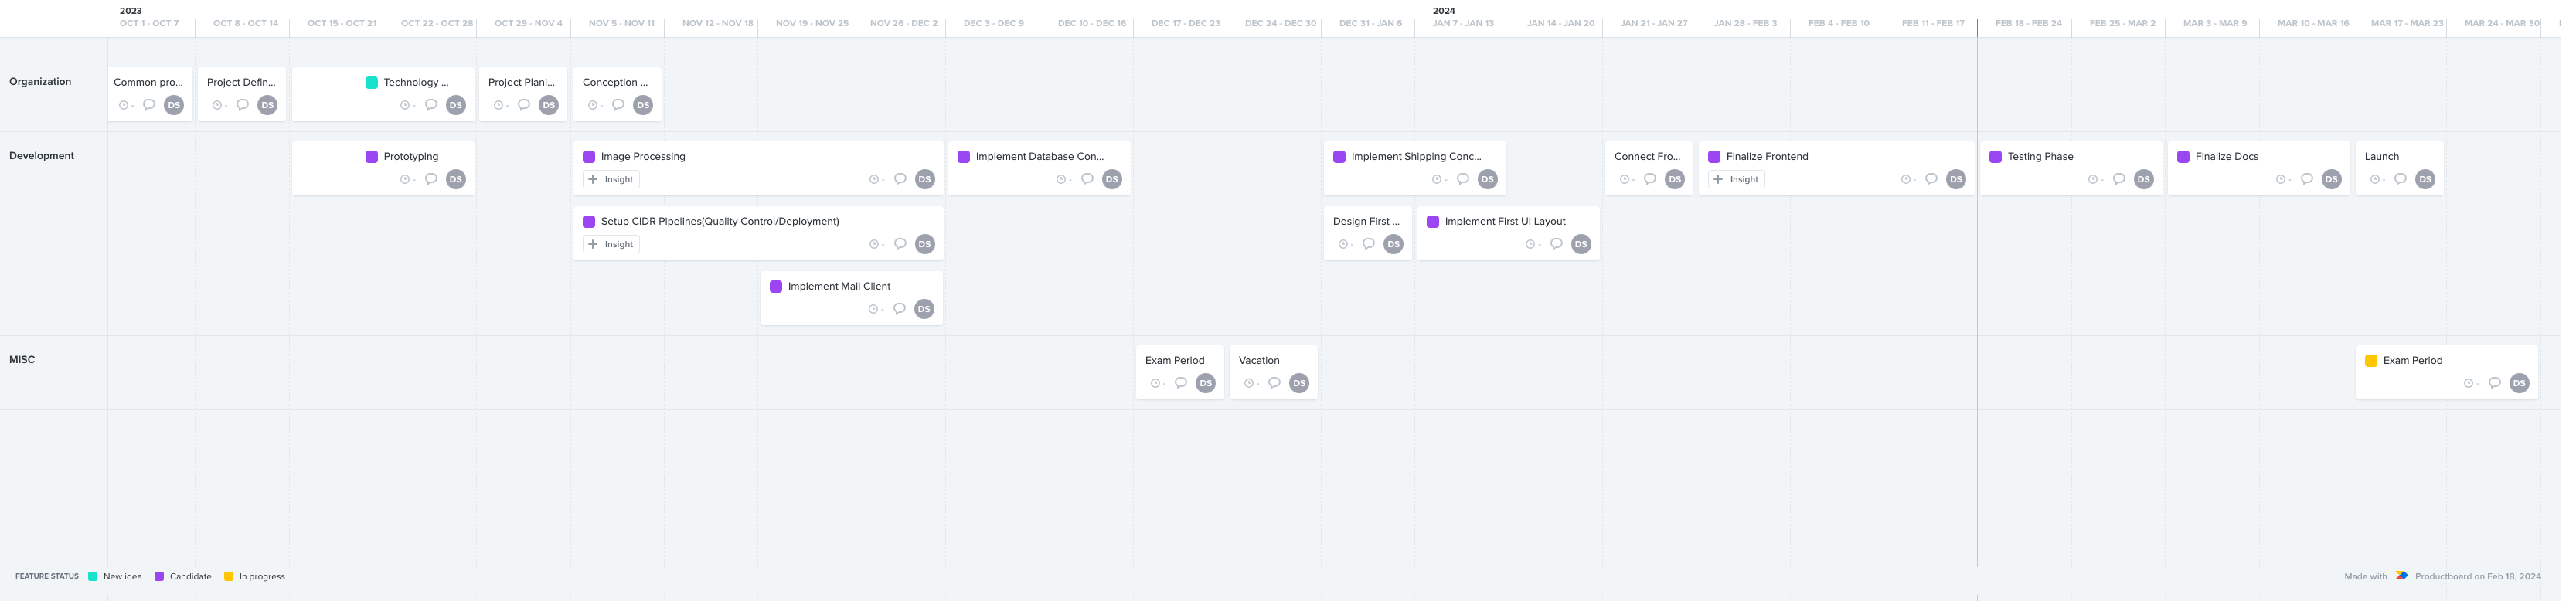 2023
2024
OCT 1 - OCT 7
OCT 8 - OCT 14
OCT 15 - OCT 21
OCT 22 - OCT 28
OCT 29 - NOV 4
NOV 5 - NOV 11
NOV 12 - NOV 18
NOV 19 - NOV 25
NOV 26 - DEC 2
DEC 3 - DEC 9
DEC 10 - DEC 16
DEC 17 - DEC 23
DEC 24 - DEC 30
DEC 31 - JAN 6
JAN 7 - JAN 13
JAN 14 - JAN 20
JAN 21 - JAN 27
JAN 28 - FEB 3
FEB 4 - FEB 10
FEB 11 - FEB 17
FEB 18 - FEB 24
FEB 25 - MAR 2
MAR 3 - MAR 9
MAR 10 - MAR 16
MAR 17 - MAR 23
MAR 24 - MAR 30
Organization
Common pro...
- DS
Project Defin...
- DS
Technology ...
- DS
Project Plani...
- DS
Conception ...
- DS
Development
Prototyping
- DS
Image Processing
+ Insight
- DS
Implement Database Con...
- DS
Implement Shipping Conc...
- DS
Connect Fro...
- DS
Finalize Frontend
+ Insight
- DS
Testing Phase
- DS
Finalize Docs
- DS
Launch
- DS
Setup CIDR Pipelines(Quality Control/Deployment)
+ Insight
- DS
Design First ...
- DS
Implement First UI Layout
- DS
Implement Mail Client
- DS
MISC
Exam Period
- DS
Vacation
- DS
Exam Period
- DS
FEATURE STATUS New idea Candidate In progress
Made with Productboard on Feb 18, 2024